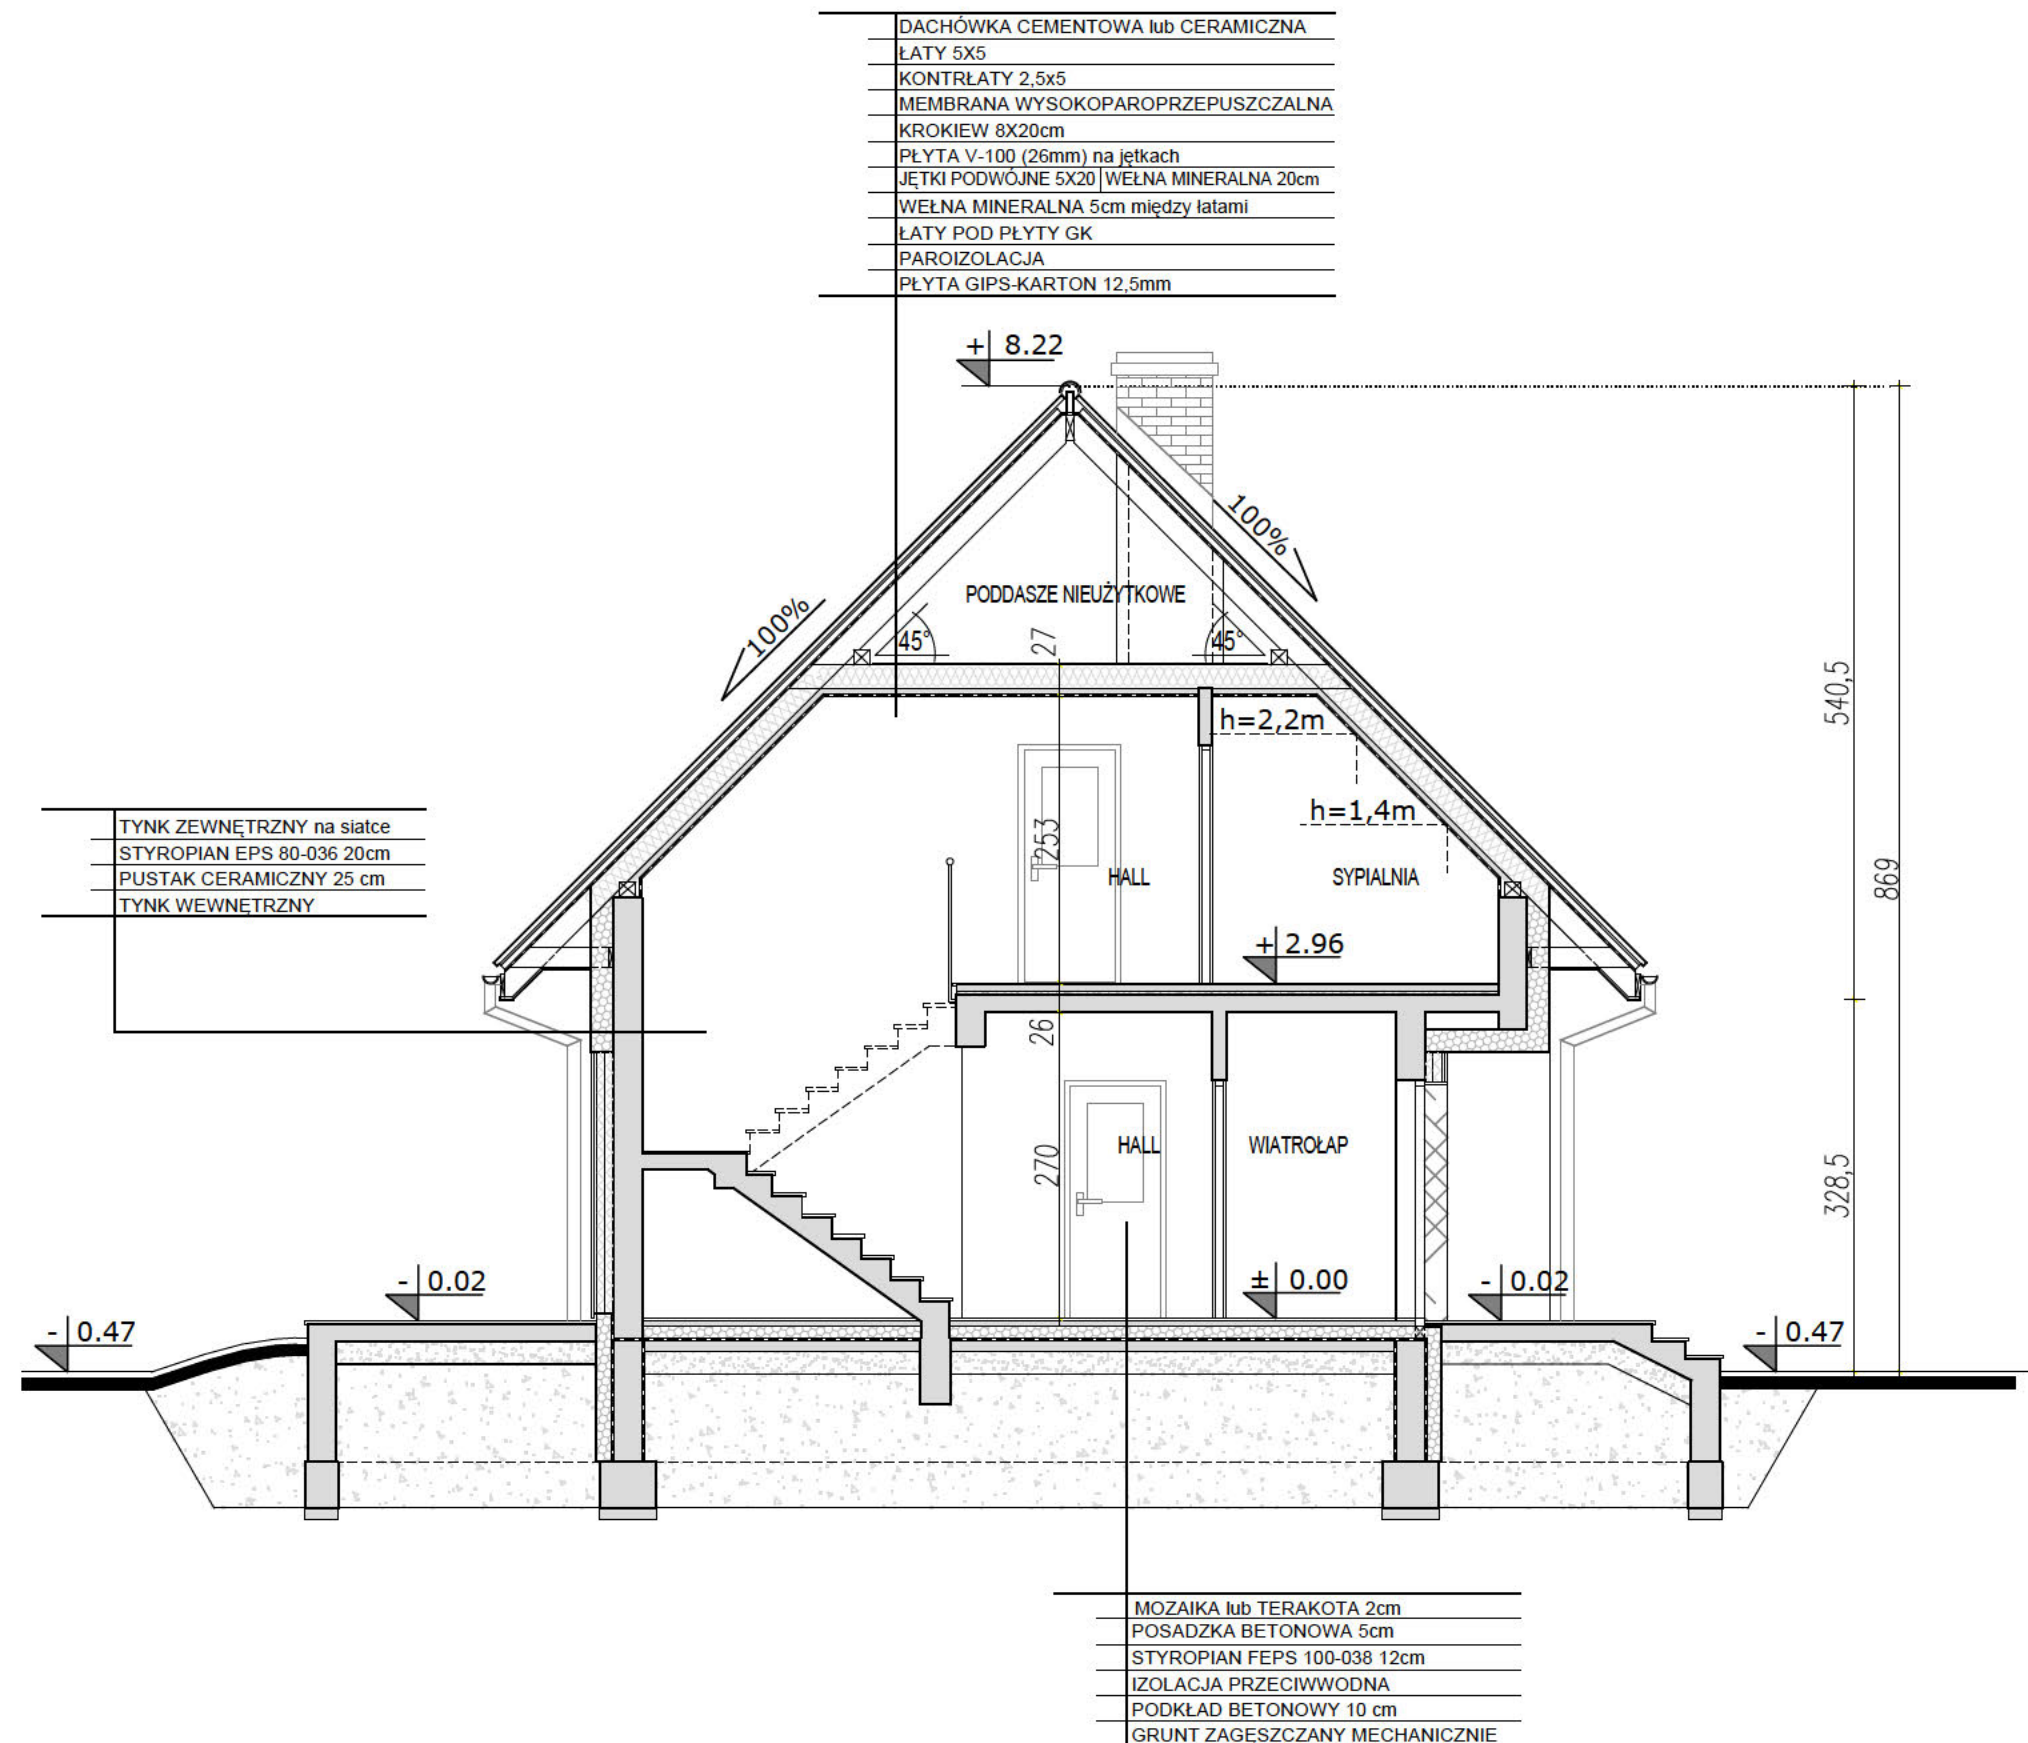 DACHÓWKA CEMENTOWA lub CERAMICZNA
ŁATY 5X5
KONTRŁATY 2,5x5
MEMBRANA WYSOKOPAROPRZEPUSZCZALNA
KROKIEW 8X20cm
PŁYTA V-100 (26mm) na jętkach
JĘTKI PODWÓJNE 5X20 WEŁNA MINERALNA 20cm
WEŁNA MINERALNA 5cm między łatami
ŁATY POD PŁYTY GK
PAROIZOLACJA
PŁYTA GIPS-KARTON 12,5mm
+ 8.22
100%
100%
PODDASZE NIEUŻYTKOWE
45°
27
45°
540,5
h=2,2m
h=1,4m
TYNK ZEWNĘTRZNY na siatce
STYROPIAN EPS 80-036 20cm
PUSTAK CERAMICZNY 25 cm
TYNK WEWNĘTRZNY
253
HALL
SYPIALNIA
869
+ 2.96
26
270
HALL
WIATROŁAP
328,5
- 0.02
± 0.00
- 0.02
- 0.47
- 0.47
MOZAIKA lub TERAKOTA 2cm
POSADZKA BETONOWA 5cm
STYROPIAN FEPS 100-038 12cm
IZOLACJA PRZECIWWODNA
PODKŁAD BETONOWY 10 cm
GRUNT ZAGĘSZCZANY MECHANICZNIE